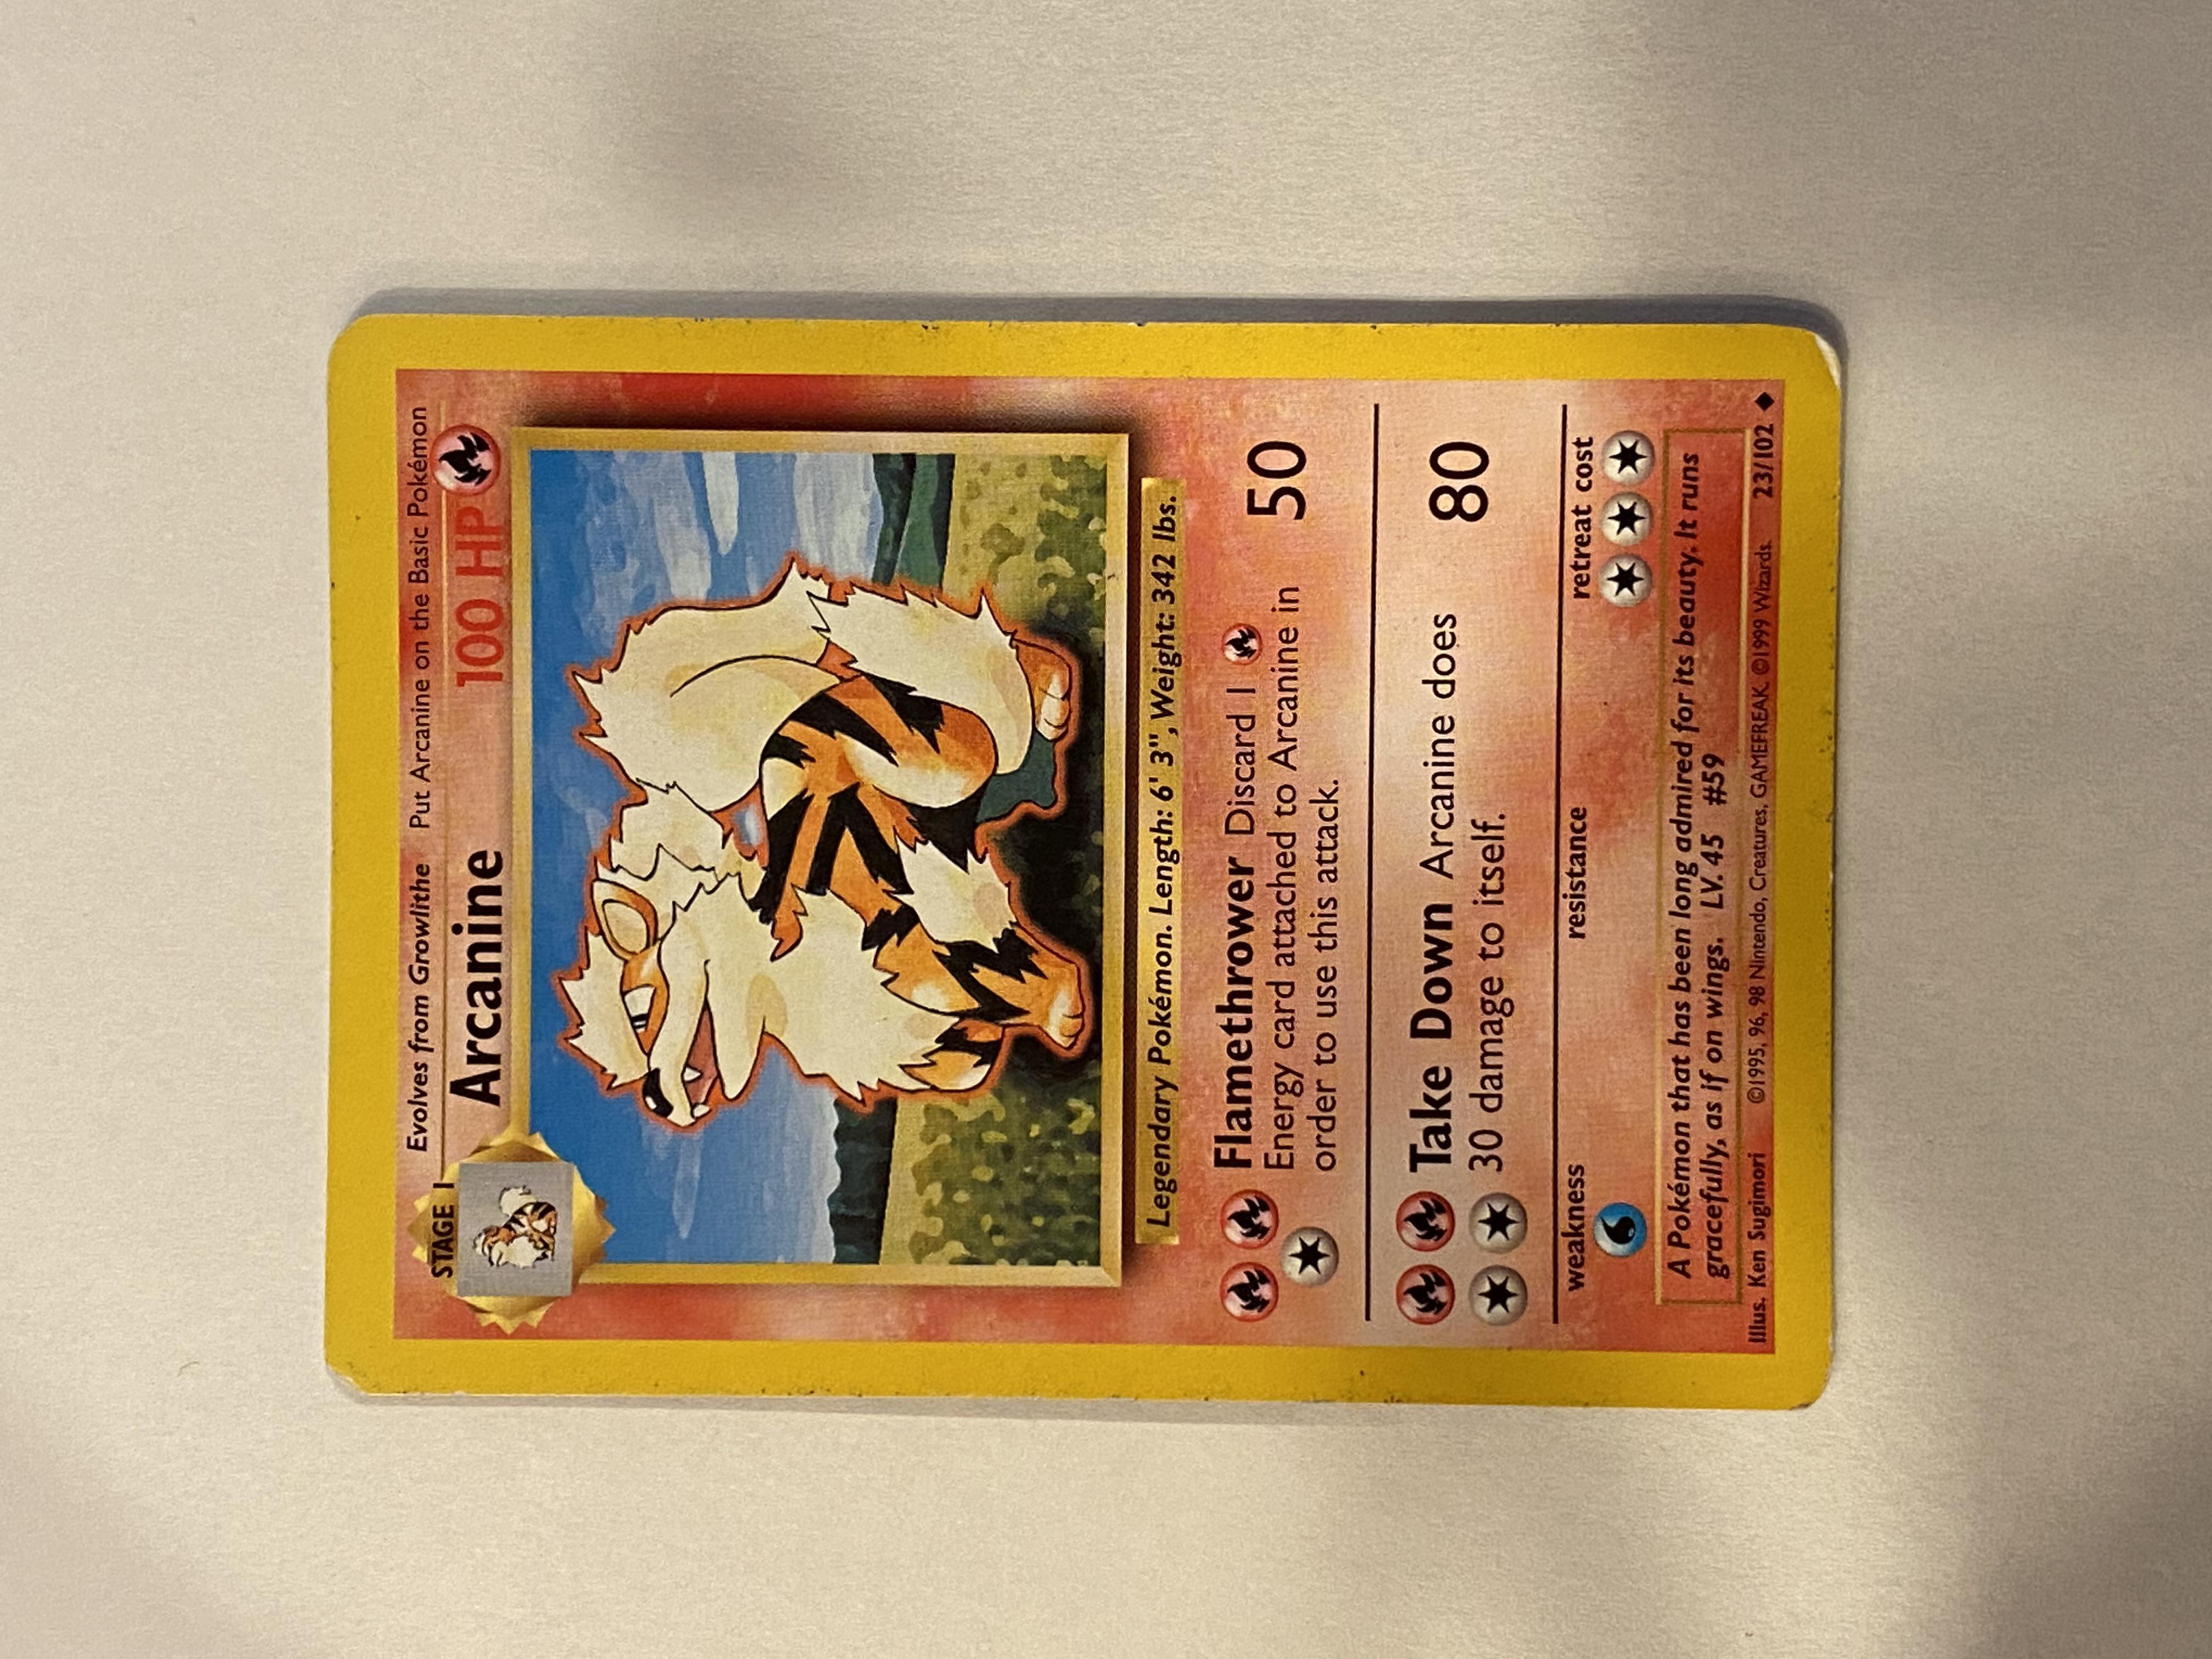 Evolves from Growlithe Put Arcanine on the Basic Pokémon
STAGE 1
Arcanine 100 HP
Legendary Pokémon. Length: 6' 3", Weight: 342 lbs.
Flamethrower Discard 1
Energy card attached to Arcanine in
order to use this attack.
50
Take Down Arcanine does
30 damage to itself.
80
weakness resistance retreat cost
A Pokémon that has been long admired for its beauty. It runs
gracefully, as if on wings. LV. 45 #59
Illus. Ken Sugimori ©1995, 96, 98 Nintendo, Creatures, GAMEFREAK. ©1999 Wizards. 23/102